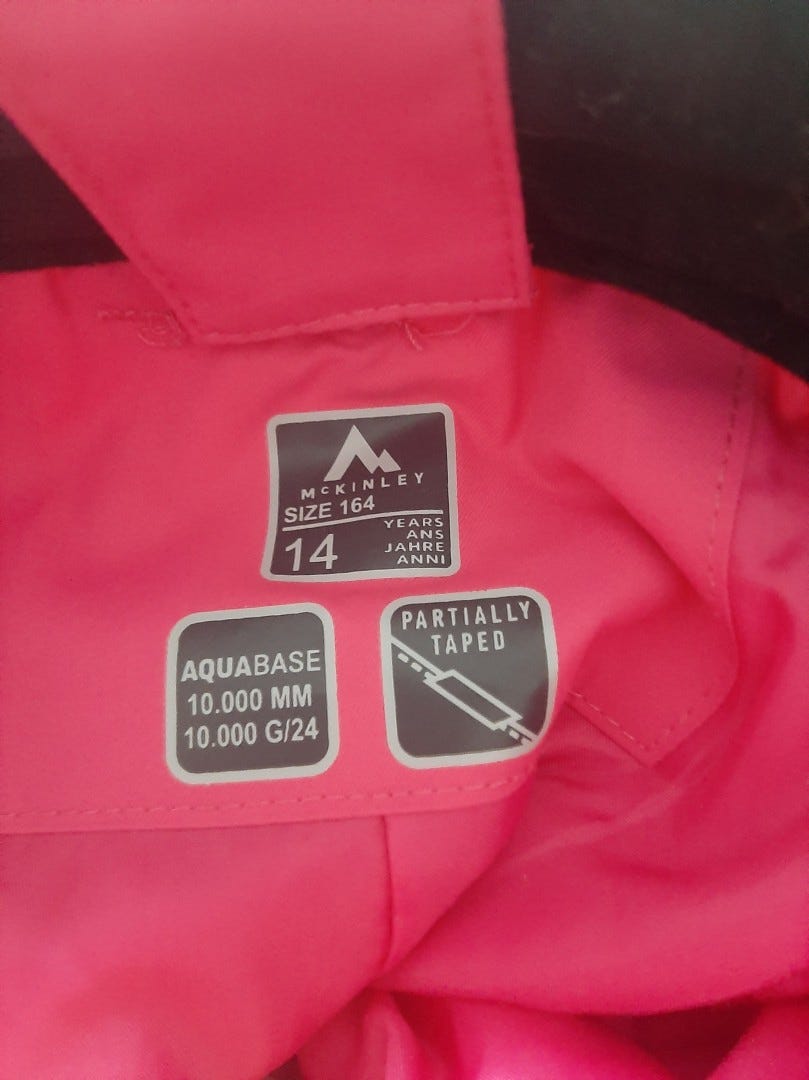 McKINLEY
SIZE 164
14
YEARS
ANS
JAHRE
ANNI
AQUABASE
10.000 MM
10.000 G/24
PARTIALLY
TAPED